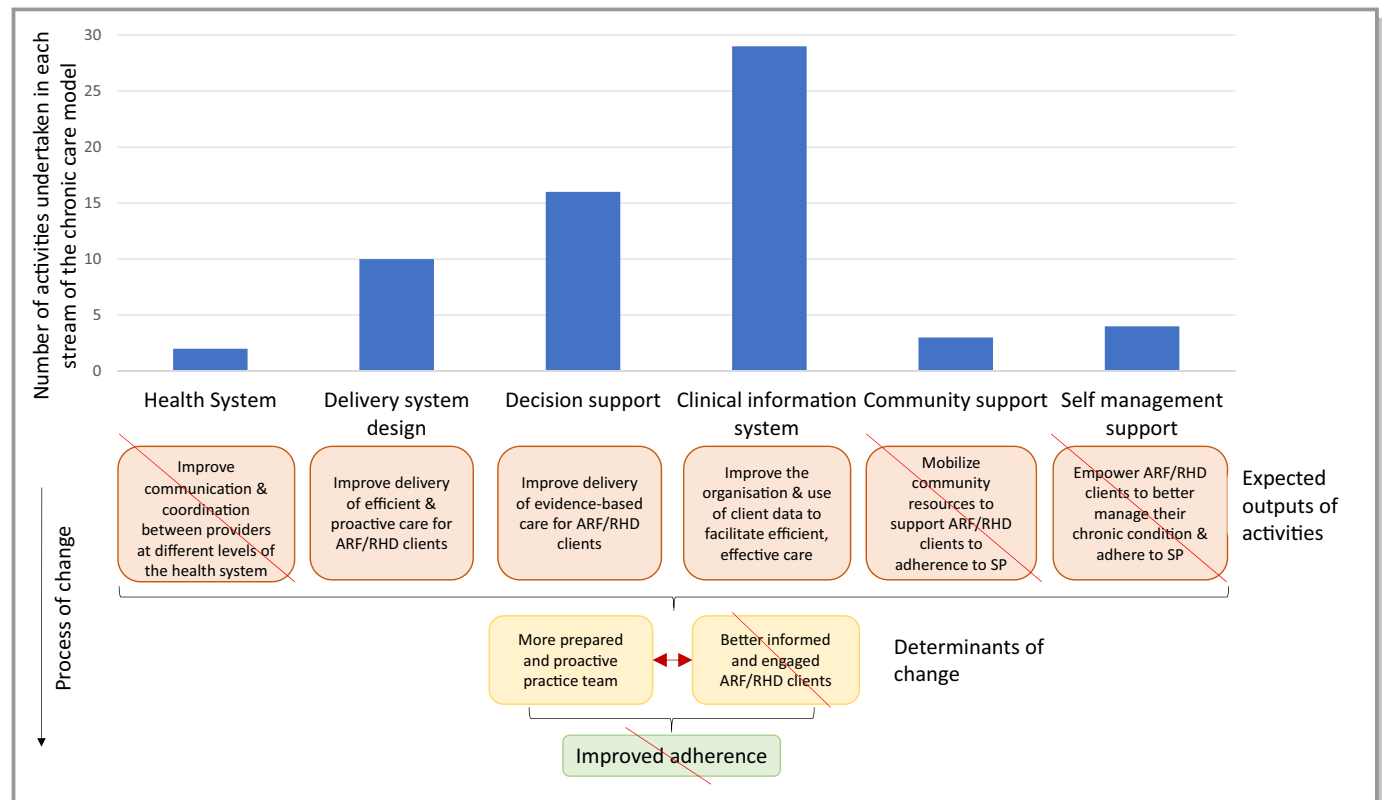 Number of activities undertaken in each
stream of the chronic care model
30
25
20
15
10
5
0
Health System
Delivery system
design
Decision support
Clinical information
system
Community support
Self management
support
Improve
communication &
coordination
between providers
at different levels of
the health system
Improve delivery
of efficient &
proactive care for
ARF/RHD clients
Improve delivery
of evidence-based
care for ARF/RHD
clients
Improve the
organisation & use
of client data to
facilitate efficient,
effective care
Mobilize
community
resources to
support ARF/RHD
clients to
adherence to SP
Empower ARF/RHD
clients to better
manage their
chronic condition &
adhere to SP
Expected
outputs of
activities
Process of change
More prepared
and proactive
practice team
Better informed
and engaged
ARF/RHD clients
Determinants of
change
Improved adherence